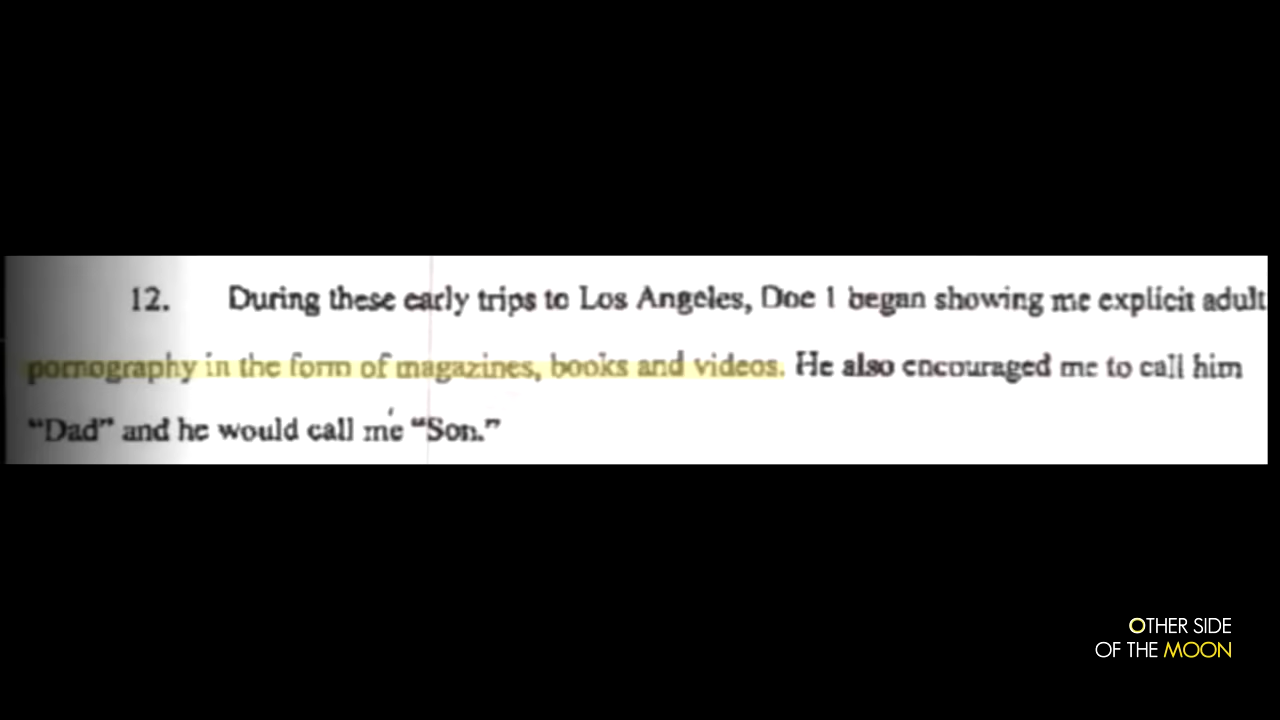 12. During these early trips to Los Angeles, Doe 1 began showing me explicit adult
pornography in the form of magazines, books and videos. He also encouraged me to call him
“Dad” and he would call me “Son.”
OTHER SIDE
OF THE MOON